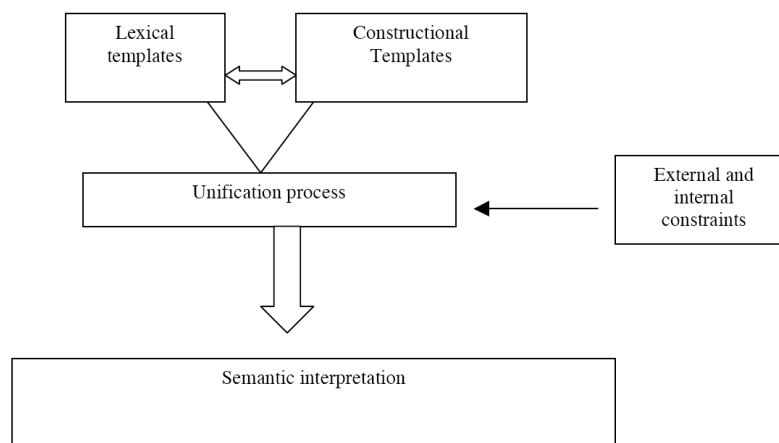 Lexical
templates
Constructional
Templates
Unification process
External and
internal
constraints
Semantic interpretation